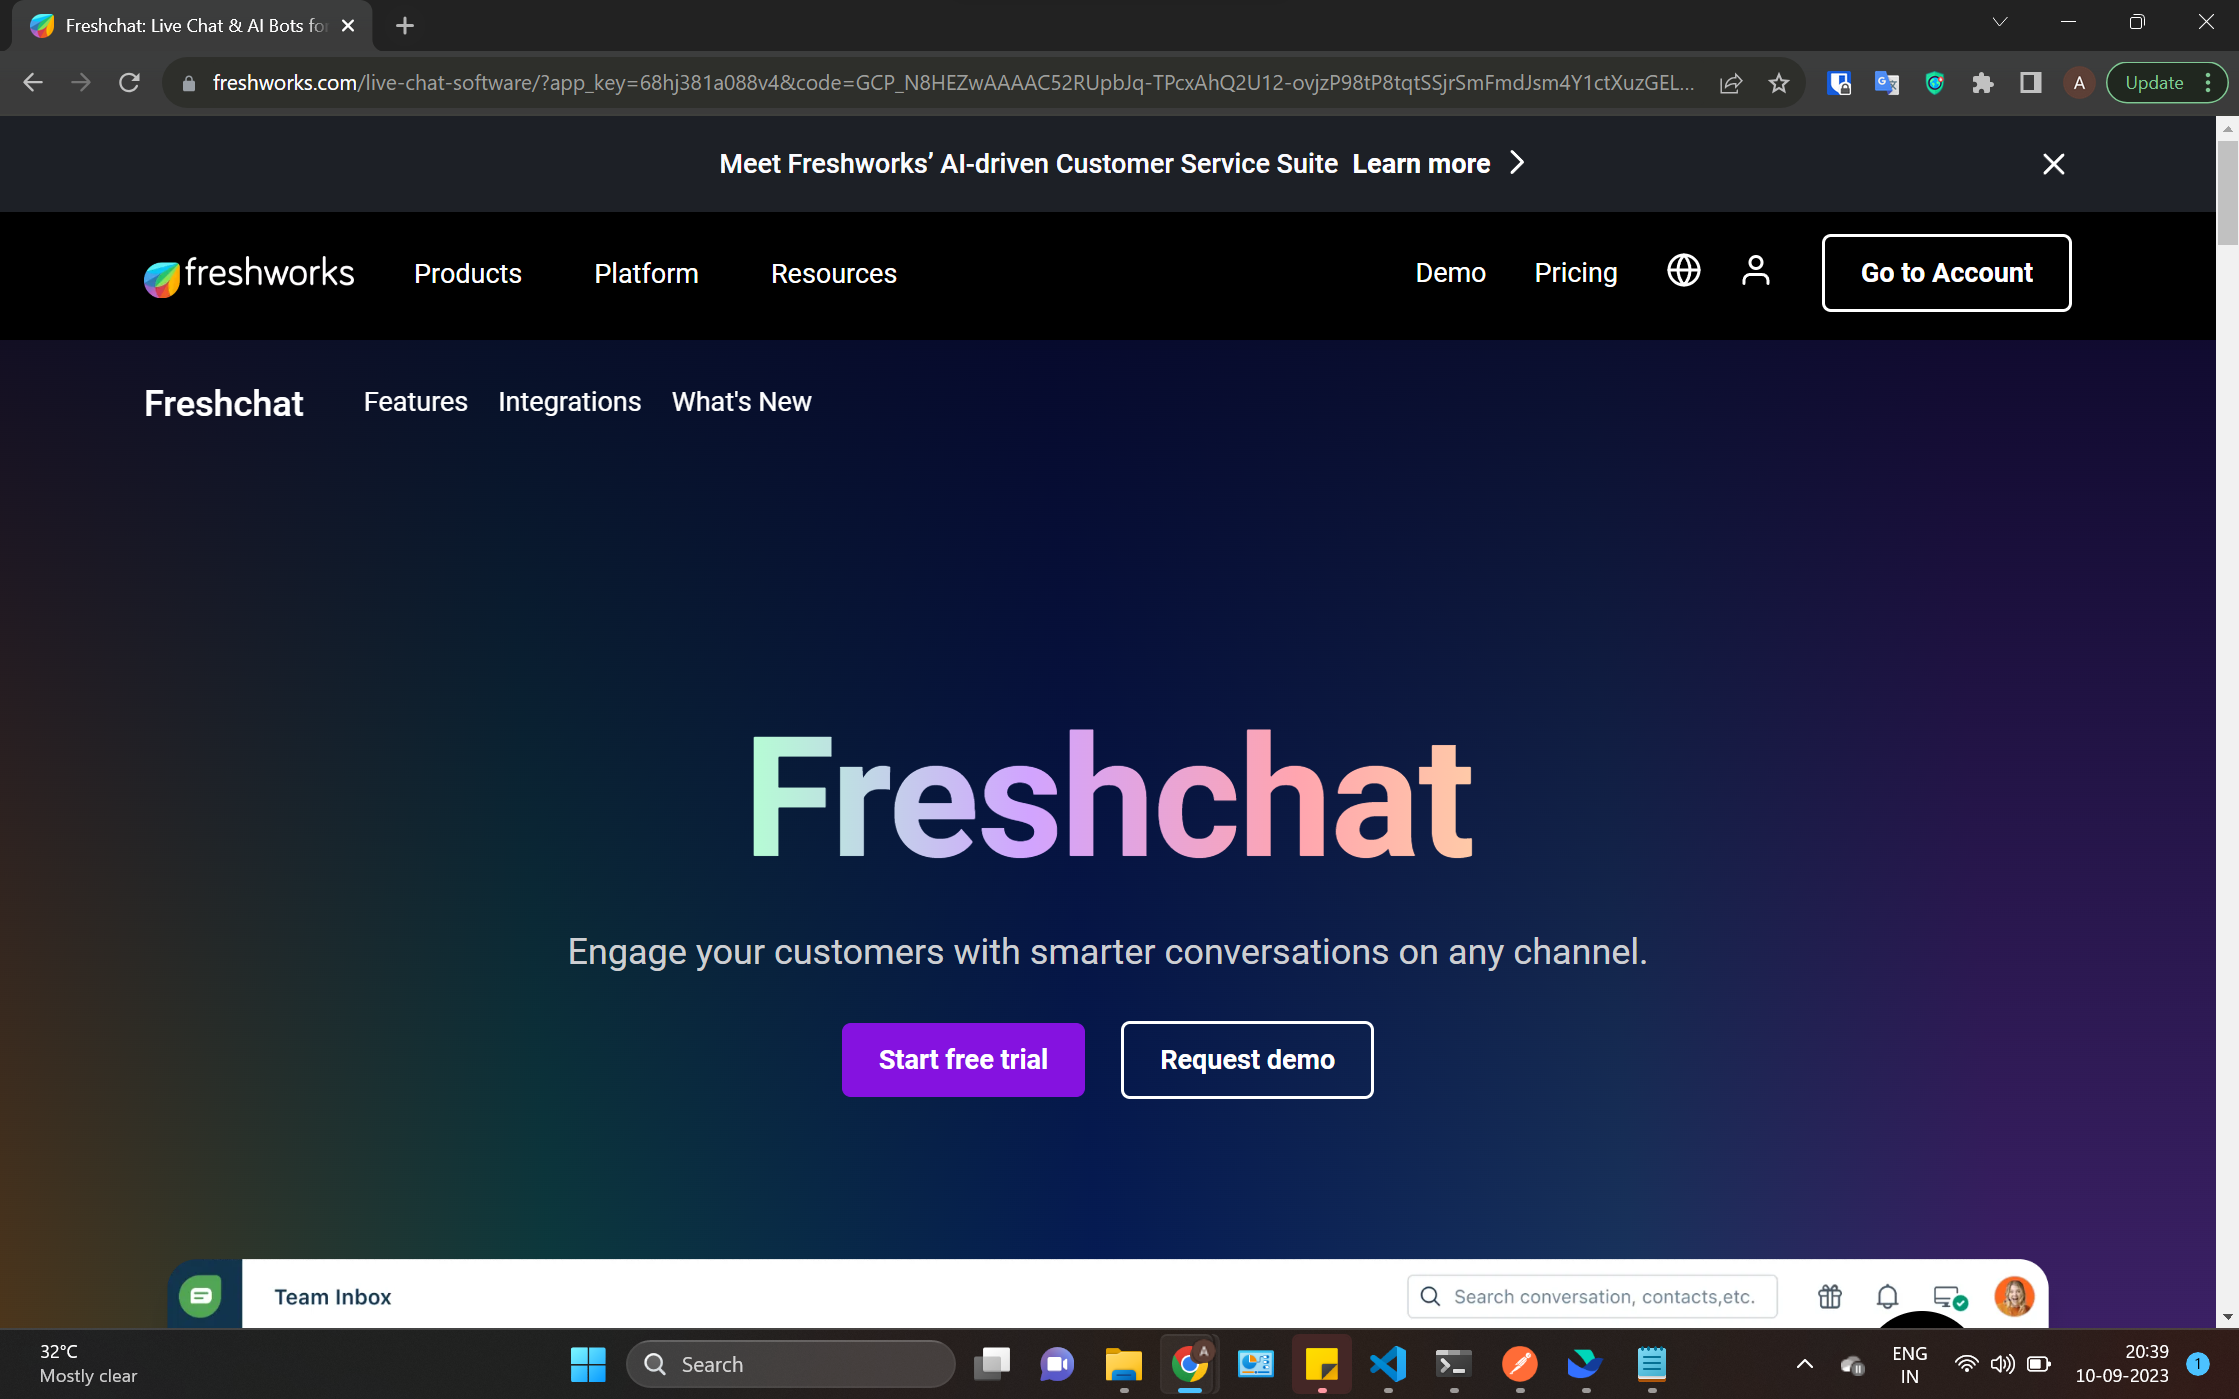 Freshchat: Live Chat & AI Bots fo
freshworks.com/live-chat-software/?app_key=68hj381a088v4&code=GCP_N8HEZwAAAAC52RUpbJq-TPcxAhQ2U12-ovjzP98tP8tqtSSjrSmFmdJsm4Y1ctXuzGEL...
A
Update
Meet Freshworks’ AI-driven Customer Service Suite Learn more
freshworks Products Platform Resources Demo Pricing Go to Account
Freshchat Features Integrations What's New
Freshchat
Engage your customers with smarter conversations on any channel.
Start free trial Request demo
Team Inbox Search conversation, contacts,etc.
32°C
Mostly clear
Search
A
ENG
IN
20:39
10-09-2023
1